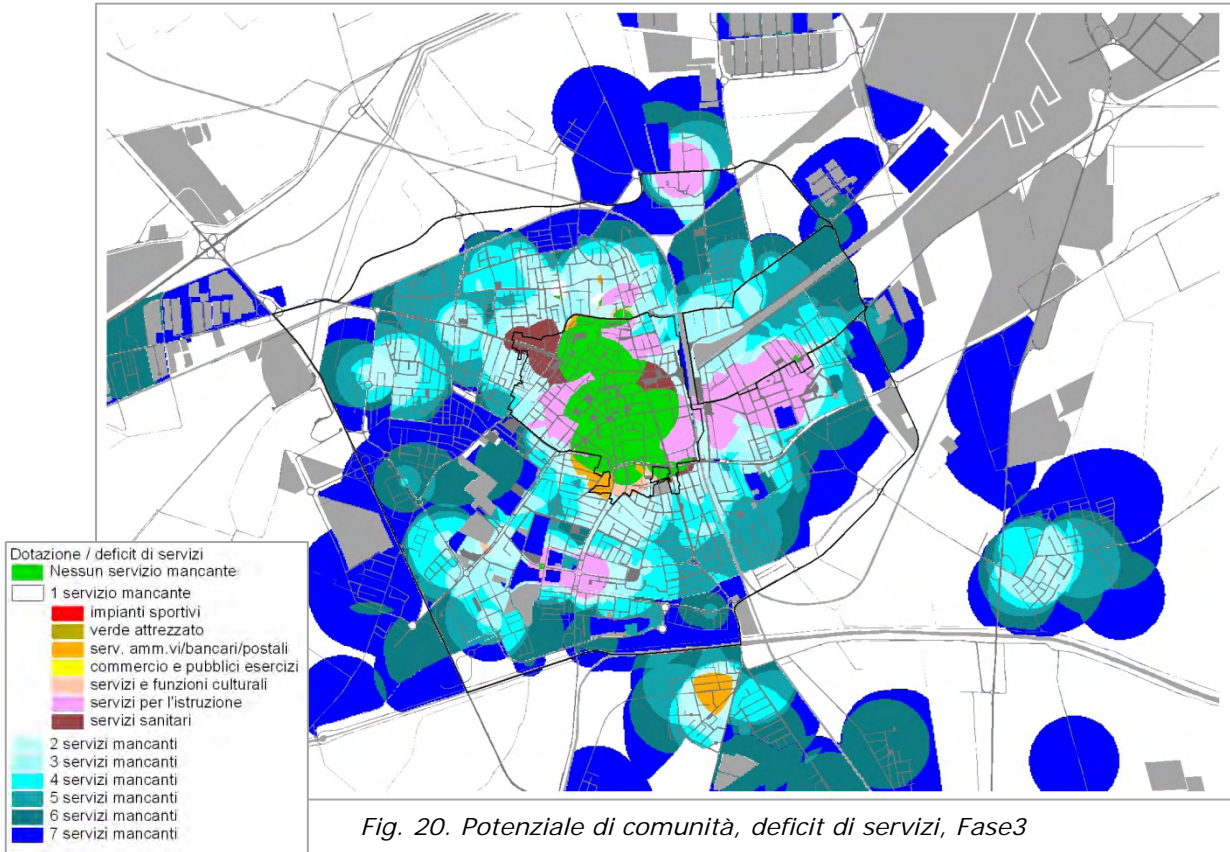 Dotazione / deficit di servizi
Nessun servizio mancante
1 servizio mancante
impianti sportivi
verde attrezzato
serv. amm.vi/bancari/postali
commercio e pubblici esercizi
servizi e funzioni culturali
servizi per l'istruzione
servizi sanitari
2 servizi mancanti
3 servizi mancanti
4 servizi mancanti
5 servizi mancanti
6 servizi mancanti
7 servizi mancanti
Fig. 20. Potenziale di comunità, deficit di servizi, Fase3